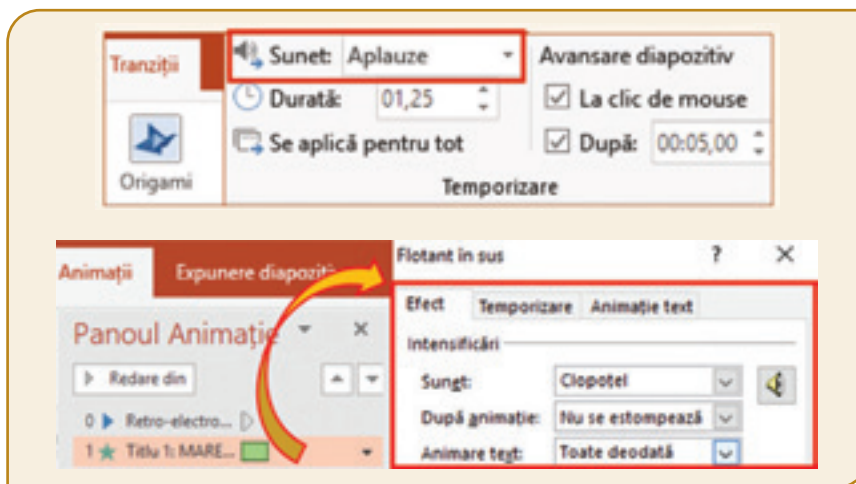 Tranziții
Sunet: Aplauze
Avansare diapozitiv
Durată: 01,25
La clic de mouse
Se aplică pentru tot
După: 00:05,00
Origami
Temporizare
Animații
Expunere diapozitiv
Panoul Animație
Redare din
0 Retro-electro...
1 Titlu 1: MARE...
Flotant în sus ?
Efect Temporizare Animație text
Intensificări
Sunet: Clopoțel
După animație: Nu se estompează
Animare text: Toate deodată